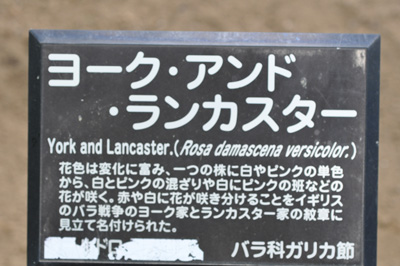 ヨーク・アンド
・ランカスター
York and Lancaster.(Rosa damascena versicolor.)
花色は変化に富み、一つの株に白やピンクの単色
から、白とピンクの混ざりや白にピンクの班などの
花が咲く。赤や白に花が咲き分けることをイギリス
のバラ戦争のヨーク家とランカスター家の紋章に
見立て名付けられた。
バラ科ガリカ節